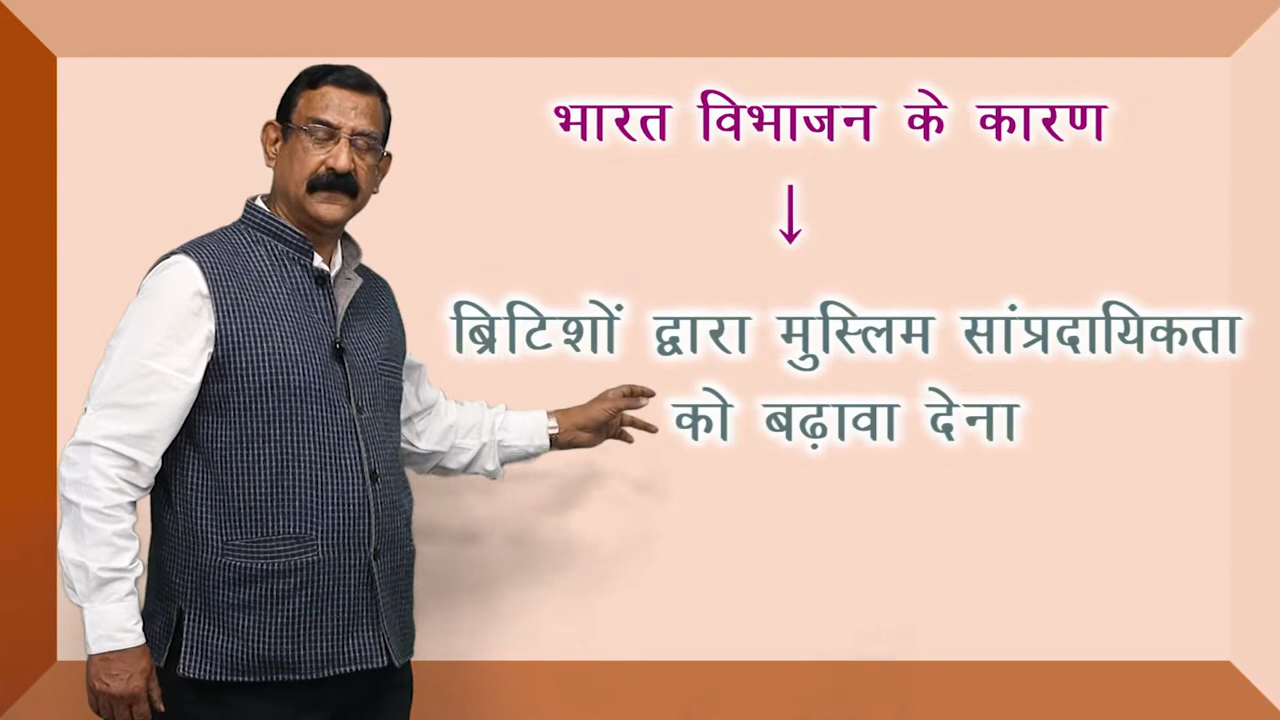 भारत विभाजन के कारण
↓
ब्रिटिशों द्वारा मुस्लिम सांप्रदायिकता
को बढ़ावा देना